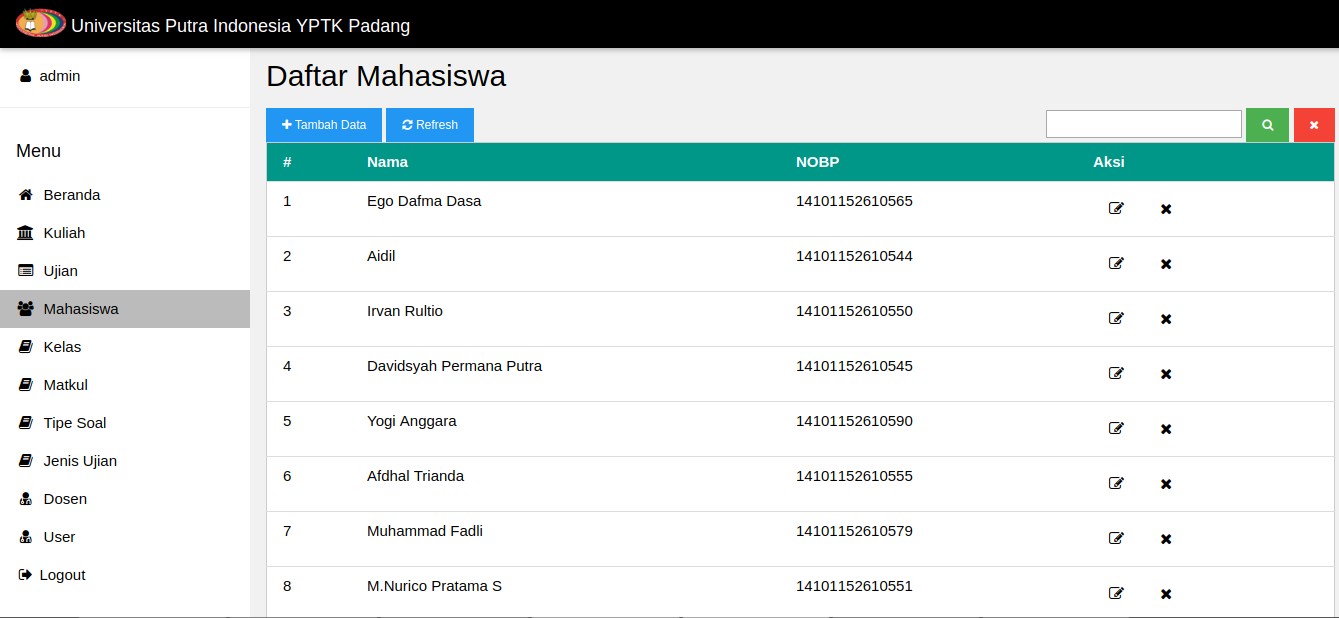 Universitas Putra Indonesia YPTK Padang
admin
Menu
Beranda
Kuliah
Ujian
Mahasiswa
Kelas
Matkul
Tipe Soal
Jenis Ujian
Dosen
User
Logout
Daftar Mahasiswa
Tambah Data Refresh
# Nama NOBP Aksi
1 Ego Dafma Dasa 14101152610565
2 Aidil 14101152610544
3 Irvan Rultio 14101152610550
4 Davidsyah Permana Putra 14101152610545
5 Yogi Anggara 14101152610590
6 Afdhal Trianda 14101152610555
7 Muhammad Fadli 14101152610579
8 M.Nurico Pratama S 14101152610551